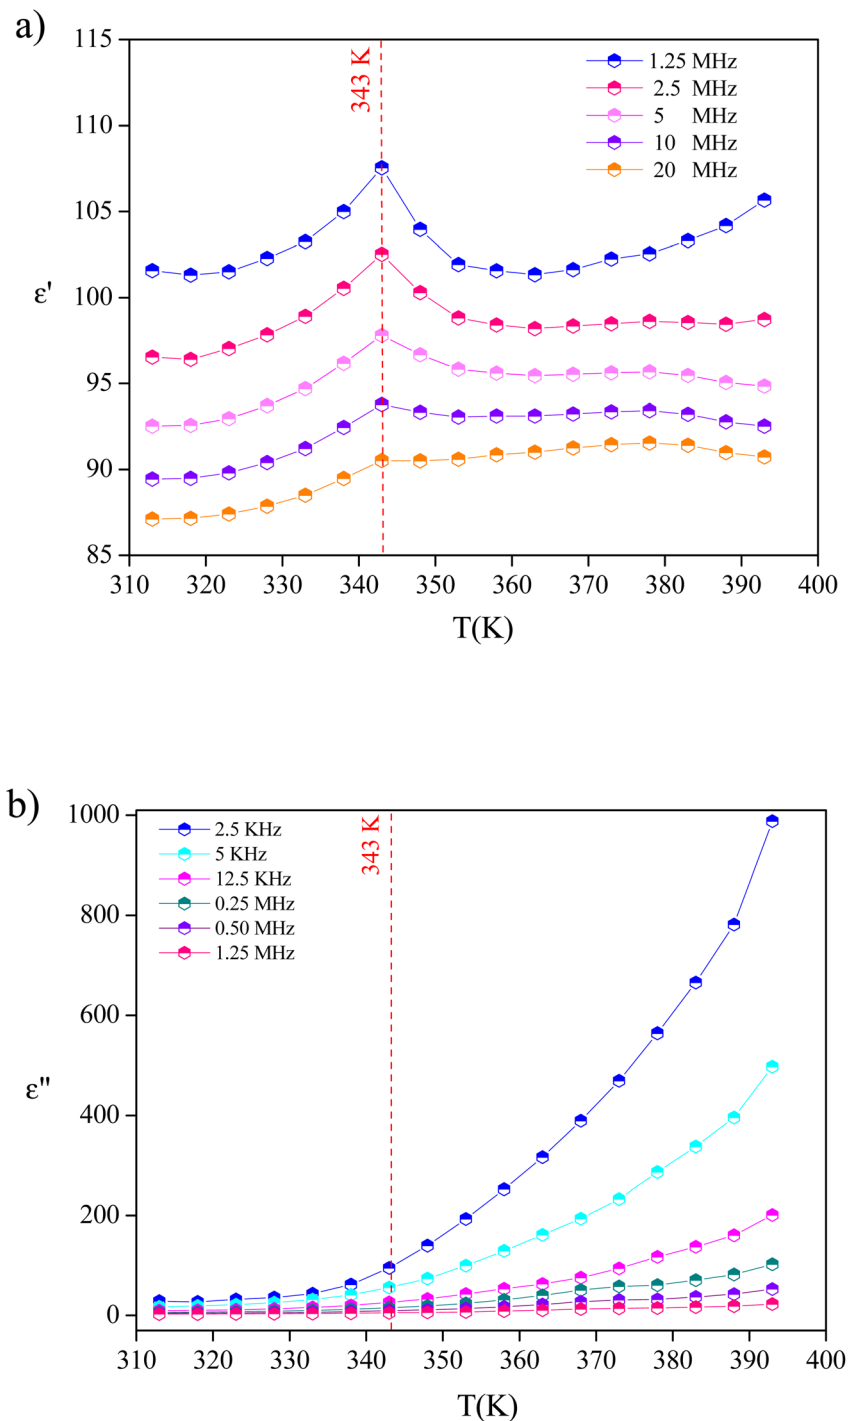 a)
115
110
105
100
95
90
85
ε'
343 K
1.25 MHz
2.5 MHz
5 MHz
10 MHz
20 MHz
310 320 330 340 350 360 370 380 390 400
T(K)
b)
1000
800
600
400
200
0
ε"
343 K
2.5 KHz
5 KHz
12.5 KHz
0.25 MHz
0.50 MHz
1.25 MHz
310 320 330 340 350 360 370 380 390 400
T(K)